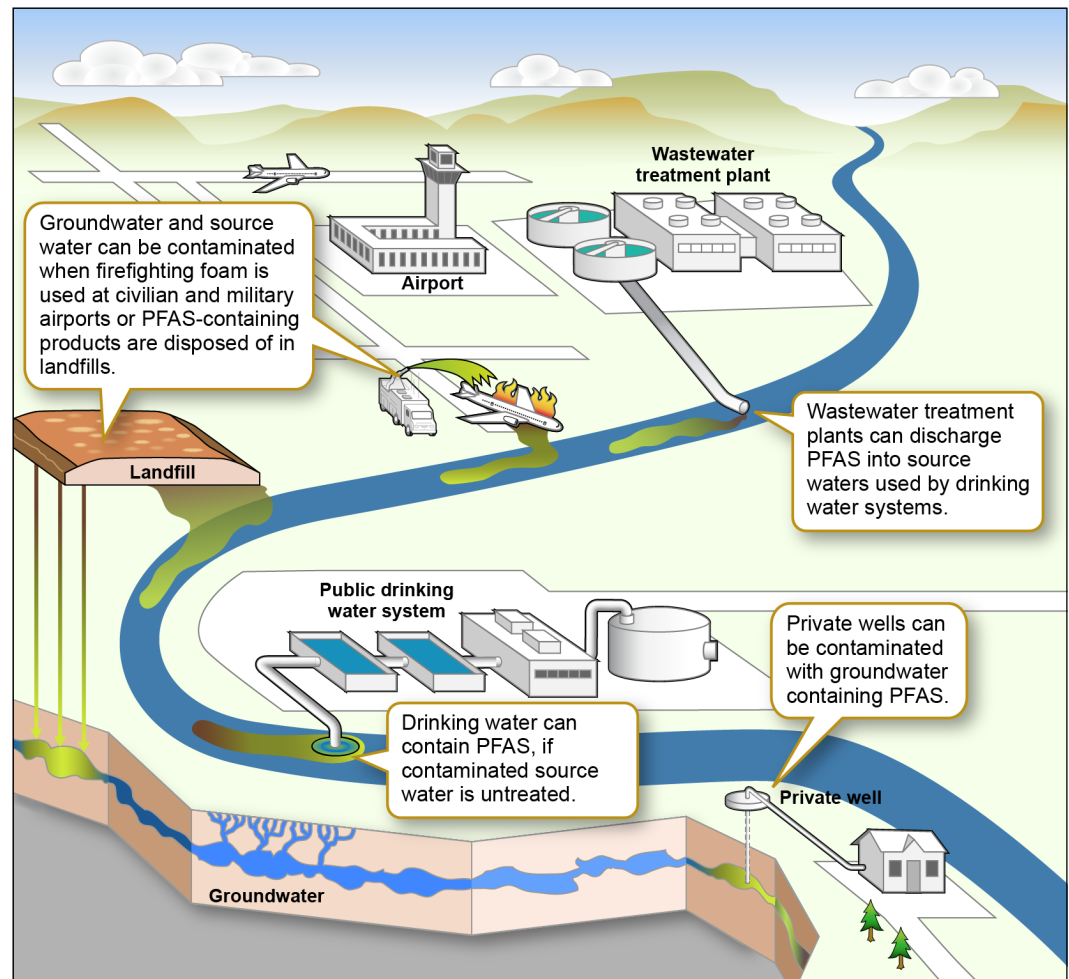 Wastewater
treatment plant
Groundwater and source
water can be contaminated
when firefighting foam is
used at civilian and military
airports or PFAS-containing
products are disposed of in
landfills.
Airport
Wastewater treatment
plants can discharge
PFAS into source
waters used by drinking
water systems.
Landfill
Public drinking
water system
Private wells can
be contaminated
with groundwater
containing PFAS.
Drinking water can
contain PFAS, if
contaminated source
water is untreated.
Private well
Groundwater